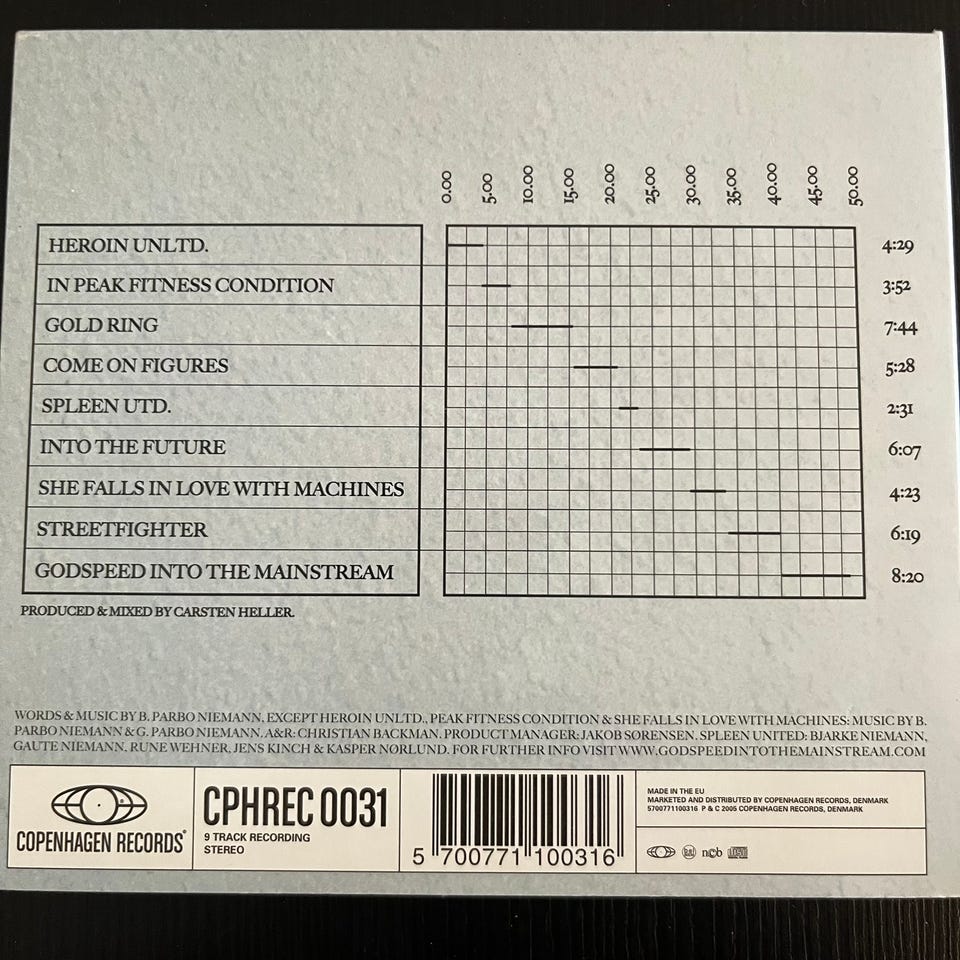 0.00 5.00 10.00 15.00 20.00 25.00 30.00 35.00 40.00 45.00 50.00
HEROIN UNLTD. 4:29
IN PEAK FITNESS CONDITION 3:52
GOLD RING 7:44
COME ON FIGURES 5:28
SPLEEN UTD. 2:31
INTO THE FUTURE 6:07
SHE FALLS IN LOVE WITH MACHINES 4:23
STREETFIGHTER 6:19
GODSPEED INTO THE MAINSTREAM 8:20
PRODUCED & MIXED BY CARSTEN HELLER.
WORDS & MUSIC BY B. PARBO NIEMANN, EXCEPT HEROIN UNLTD., PEAK FITNESS CONDITION & SHE FALLS IN LOVE WITH MACHINES: MUSIC BY B.
PARBO NIEMANN & G. PARBO NIEMANN. A&R: CHRISTIAN BACKMAN. PRODUCT MANAGER: JAKOB SØRENSEN. SPLEEN UNITED: BJARKE NIEMANN,
GAUTE NIEMANN, RUNE WEHNER, JENS KINCH & KASPER NØRLUND. FOR FURTHER INFO VISIT WWW.GODSPEEDINTOTHEMAINSTREAM.COM
COPENHAGEN RECORDS®
CPHREC 0031
9 TRACK RECORDING
STEREO
5 700771 100316
MADE IN THE EU
MARKETED AND DISTRIBUTED BY COPENHAGEN RECORDS, DENMARK
5700771100316 P & C 2005 COPENHAGEN RECORDS, DENMARK
ncb